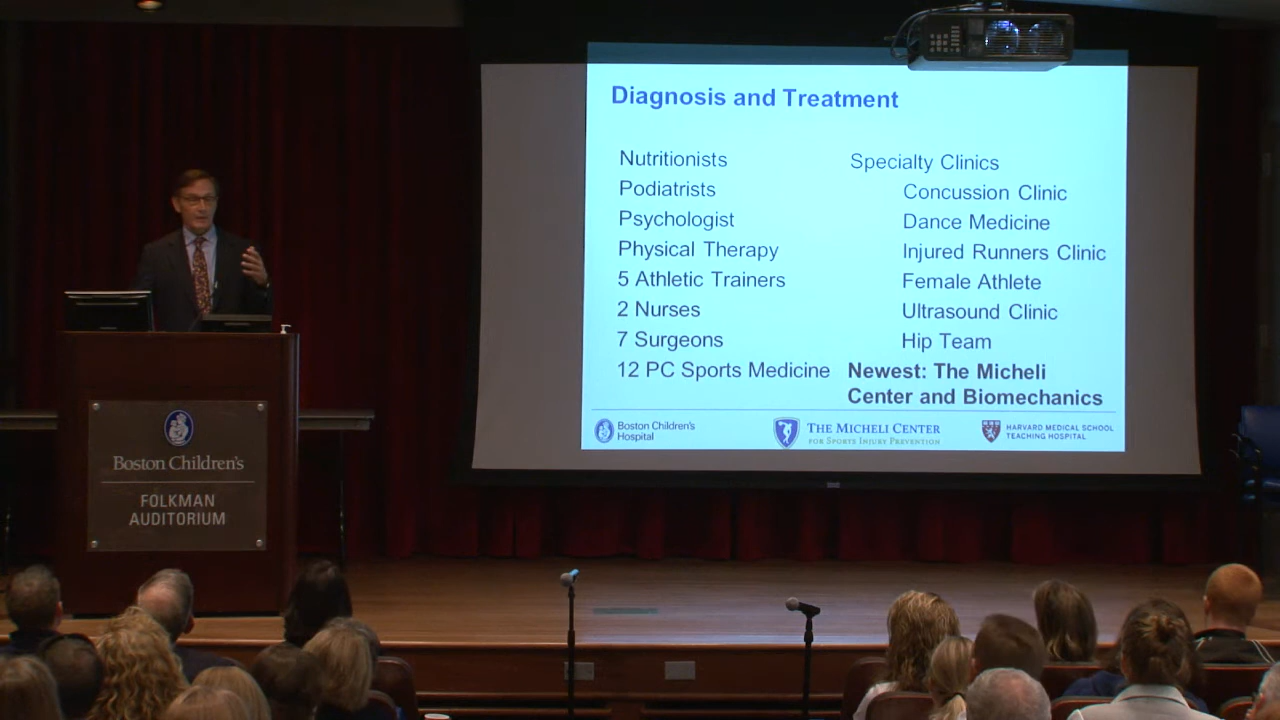 Diagnosis and Treatment
Nutritionists
Podiatrists
Psychologist
Physical Therapy
5 Athletic Trainers
2 Nurses
7 Surgeons
12 PC Sports Medicine
Specialty Clinics
Concussion Clinic
Dance Medicine
Injured Runners Clinic
Female Athlete
Ultrasound Clinic
Hip Team
Newest: The Micheli
Center and Biomechanics
Boston Children's
Hospital
THE MICHELI CENTER
FOR SPORTS INJURY PREVENTION
HARVARD MEDICAL SCHOOL
TEACHING HOSPITAL
Boston Children's
FOLKMAN
AUDITORIUM